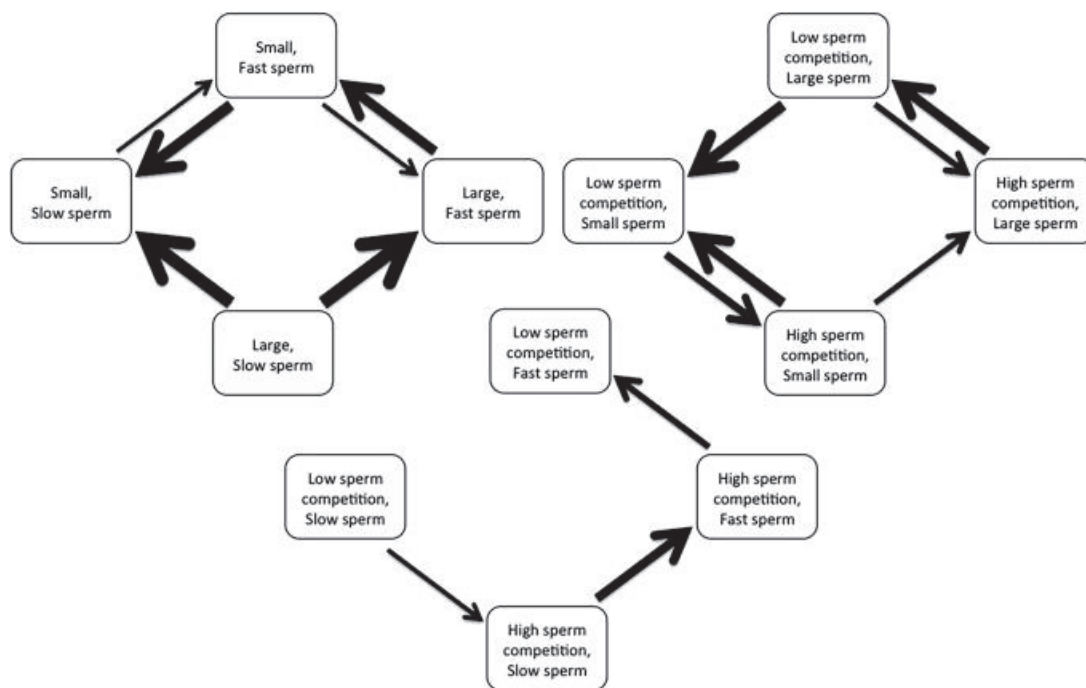 Small,
Fast sperm
Small,
Slow sperm
Large,
Fast sperm
Large,
Slow sperm
Low sperm
competition,
Large sperm
Low sperm
competition,
Small sperm
High sperm
competition,
Large sperm
High sperm
competition,
Small sperm
Low sperm
competition,
Fast sperm
Low sperm
competition,
Slow sperm
High sperm
competition,
Fast sperm
High sperm
competition,
Slow sperm